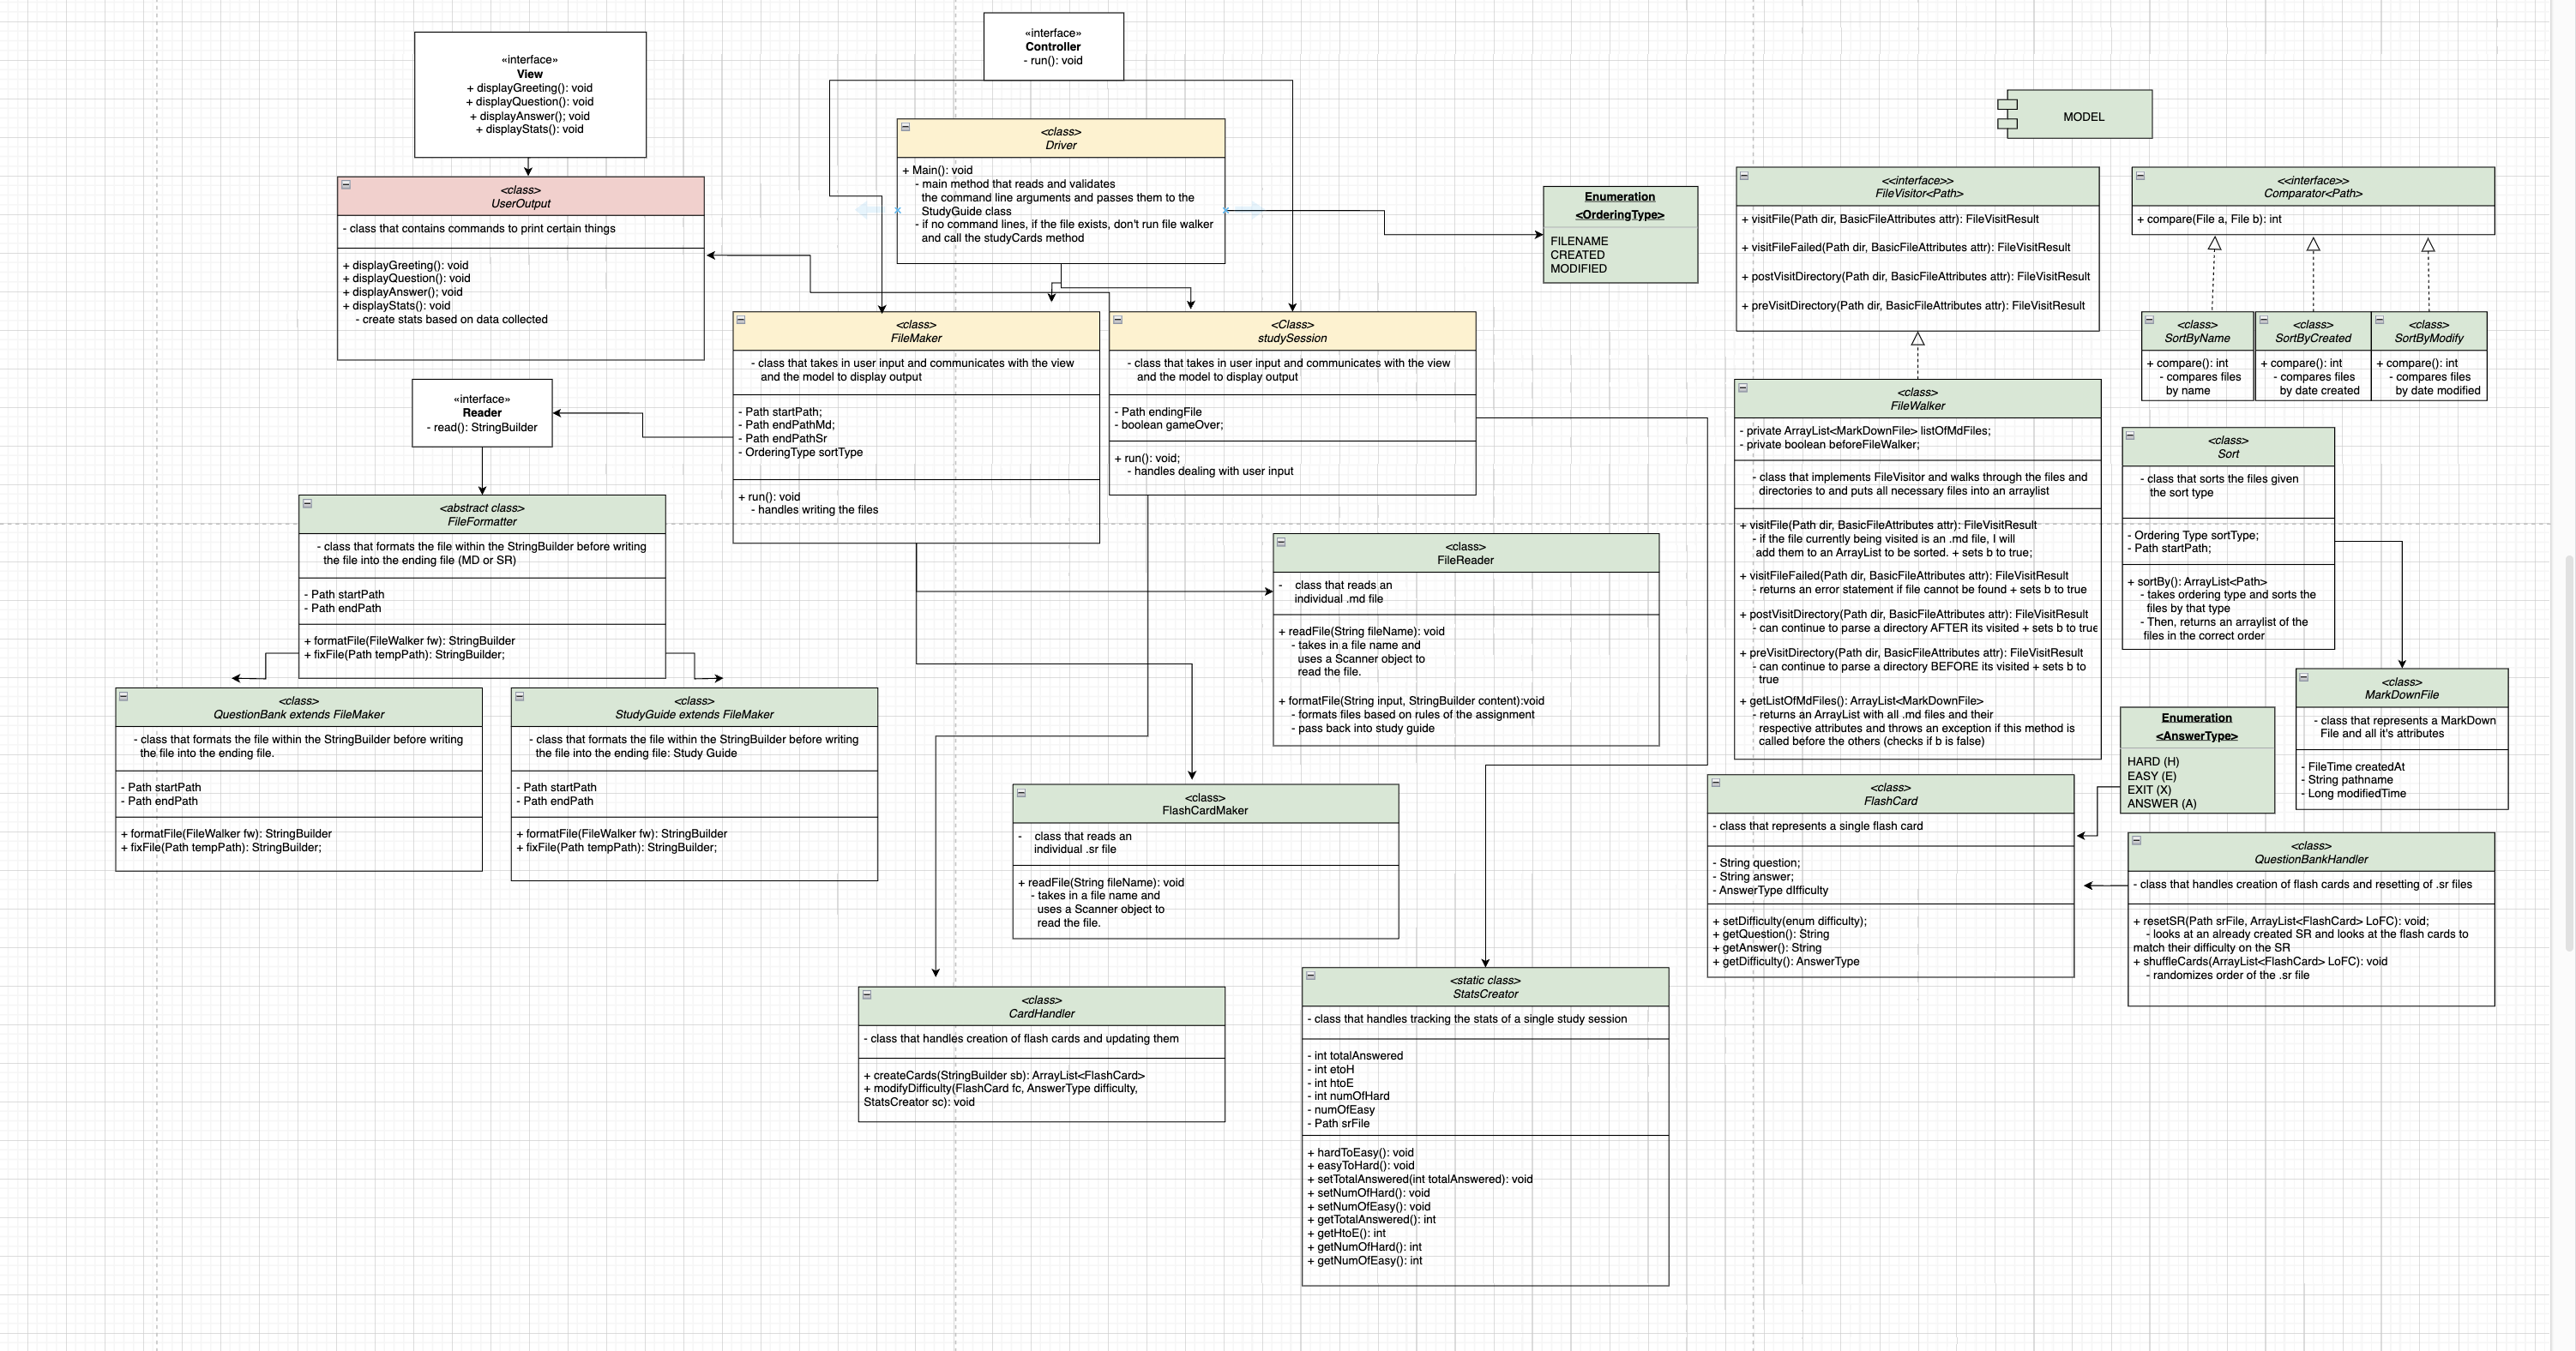 «interface»
View
+ displayGreeting(): void
+ displayQuestion(): void
+ displayAnswer(); void
+ displayStats(): void
«interface»
Controller
- run(): void
<class>
Driver
+ Main(): void
- main method that reads and validates
the command line arguments and passes them to the
StudyGuide class
- if no command lines, if the file exists, don't run file walker
and call the studyCards method
MODEL
<class>
UserOutput
- class that contains commands to print certain things
+ displayGreeting(): void
+ displayQuestion(): void
+ displayAnswer(); void
+ displayStats(): void
- create stats based on data collected
Enumeration
<OrderingType>
FILENAME
CREATED
MODIFIED
<<interface>>
FileVisitor<Path>
+ visitFile(Path dir, BasicFileAttributes attr): FileVisitResult
+ visitFileFailed(Path dir, BasicFileAttributes attr): FileVisitResult
+ postVisitDirectory(Path dir, BasicFileAttributes attr): FileVisitResult
+ preVisitDirectory(Path dir, BasicFileAttributes attr): FileVisitResult
<<interface>>
Comparator<Path>
+ compare(File a, File b): int
<class>
SortByName
+ compare(): int
- compares files
by name
<class>
SortByCreated
+ compare(): int
- compares files
by date created
<class>
SortByModify
+ compare(): int
- compares files
by date modified
<class>
FileMaker
- class that takes in user input and communicates with the view
and the model to display output
- Path startPath;
- Path endPathMd;
- Path endPathSr
- OrderingType sortType
+ run(): void
- handles writing the files
<Class>
studySession
- class that takes in user input and communicates with the view
and the model to display output
- Path endingFile
- boolean gameOver;
+ run(): void;
- handles dealing with user input
«interface»
Reader
- read(): StringBuilder
<class>
FileWalker
- private ArrayList<MarkDownFile> listOfMdFiles;
- private boolean beforeFileWalker;
- class that implements FileVisitor and walks through the files and
directories to and puts all necessary files into an arraylist
+ visitFile(Path dir, BasicFileAttributes attr): FileVisitResult
- if the file currently being visited is an .md file, I will
add them to an ArrayList to be sorted. + sets b to true;
+ visitFileFailed(Path dir, BasicFileAttributes attr): FileVisitResult
- returns an error statement if file cannot be found + sets b to true
+ postVisitDirectory(Path dir, BasicFileAttributes attr): FileVisitResult
- can continue to parse a directory AFTER its visited + sets b to true
+ preVisitDirectory(Path dir, BasicFileAttributes attr): FileVisitResult
- can continue to parse a directory BEFORE its visited + sets b to
true
+ getListOfMdFiles(): ArrayList<MarkDownFile>
- returns an ArrayList with all .md files and their
respective attributes and throws an exception if this method is
called before the others (checks if b is false)
<class>
Sort
- class that sorts the files given
the sort type
- Ordering Type sortType;
- Path startPath;
+ sortBy(): ArrayList<Path>
- takes ordering type and sorts the
files by that type
- Then, returns an arraylist of the
files in the correct order
<abstract class>
FileFormatter
- class that formats the file within the StringBuilder before writing
the file into the ending file (MD or SR)
- Path startPath
- Path endPath
+ formatFile(FileWalker fw): StringBuilder
+ fixFile(Path tempPath): StringBuilder;
<class>
FileReader
- class that reads an
individual .md file
+ readFile(String fileName): void
- takes in a file name and
uses a Scanner object to
read the file.
+ formatFile(String input, StringBuilder content):void
- formats files based on rules of the assignment
- pass back into study guide
<class>
MarkDownFile
- class that represents a MarkDown
File and all it's attributes
- FileTime createdAt
- String pathname
- Long modifiedTime
<class>
QuestionBank extends FileMaker
- class that formats the file within the StringBuilder before writing
the file into the ending file.
- Path startPath
- Path endPath
+ formatFile(FileWalker fw): StringBuilder
+ fixFile(Path tempPath): StringBuilder;
<class>
StudyGuide extends FileMaker
- class that formats the file within the StringBuilder before writing
the file into the ending file: Study Guide
- Path startPath
- Path endPath
+ formatFile(FileWalker fw): StringBuilder
+ fixFile(Path tempPath): StringBuilder;
Enumeration
<AnswerType>
HARD (H)
EASY (E)
EXIT (X)
ANSWER (A)
<class>
FlashCardMaker
- class that reads an
individual .sr file
+ readFile(String fileName): void
- takes in a file name and
uses a Scanner object to
read the file.
<class>
FlashCard
- class that represents a single flash card
- String question;
- String answer;
- AnswerType dIfficulty
+ setDifficulty(enum difficulty);
+ getQuestion(): String
+ getAnswer(): String
+ getDifficulty(): AnswerType
<class>
QuestionBankHandler
- class that handles creation of flash cards and resetting of .sr files
+ resetSR(Path srFile, ArrayList<FlashCard> LoFC): void;
- looks at an already created SR and looks at the flash cards to
match their difficulty on the SR
+ shuffleCards(ArrayList<FlashCard> LoFC): void
- randomizes order of the .sr file
<class>
CardHandler
- class that handles creation of flash cards and updating them
+ createCards(StringBuilder sb): ArrayList<FlashCard>
+ modifyDifficulty(FlashCard fc, AnswerType difficulty,
StatsCreator sc): void
<static class>
StatsCreator
- class that handles tracking the stats of a single study session
- int totalAnswered
- int etoH
- int htoE
- int numOfHard
- numOfEasy
- Path srFile
+ hardToEasy(): void
+ easyToHard(): void
+ setTotalAnswered(int totalAnswered): void
+ setNumOfHard(): void
+ setNumOfEasy(): void
+ getTotalAnswered(): int
+ getHtoE(): int
+ getNumOfHard(): int
+ getNumOfEasy(): int